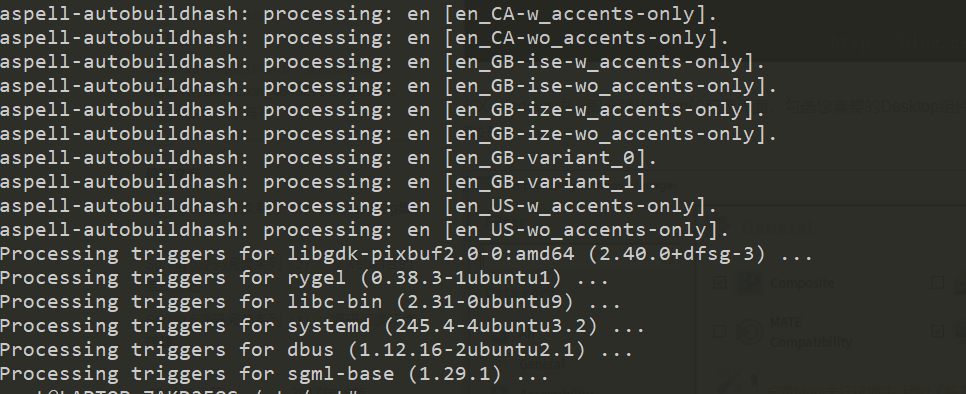 aspell-autobuildhash: processing: en [en_CA-w_accents-only].
aspell-autobuildhash: processing: en [en_CA-wo_accents-only].
aspell-autobuildhash: processing: en [en_GB-ise-w_accents-only].
aspell-autobuildhash: processing: en [en_GB-ise-wo_accents-only].
aspell-autobuildhash: processing: en [en_GB-ize-w_accents-only].
aspell-autobuildhash: processing: en [en_GB-ize-wo_accents-only].
aspell-autobuildhash: processing: en [en_GB-variant_0].
aspell-autobuildhash: processing: en [en_GB-variant_1].
aspell-autobuildhash: processing: en [en_US-w_accents-only].
aspell-autobuildhash: processing: en [en_US-wo_accents-only].
Processing triggers for libgdk-pixbuf2.0-0:amd64 (2.40.0+dfsg-3) ...
Processing triggers for rygel (0.38.3-1ubuntu1) ...
Processing triggers for libc-bin (2.31-0ubuntu9) ...
Processing triggers for systemd (245.4-4ubuntu3.2) ...
Processing triggers for dbus (1.12.16-2ubuntu2.1) ...
Processing triggers for sgml-base (1.29.1) ...
General
Composite
MATE
Compatibility